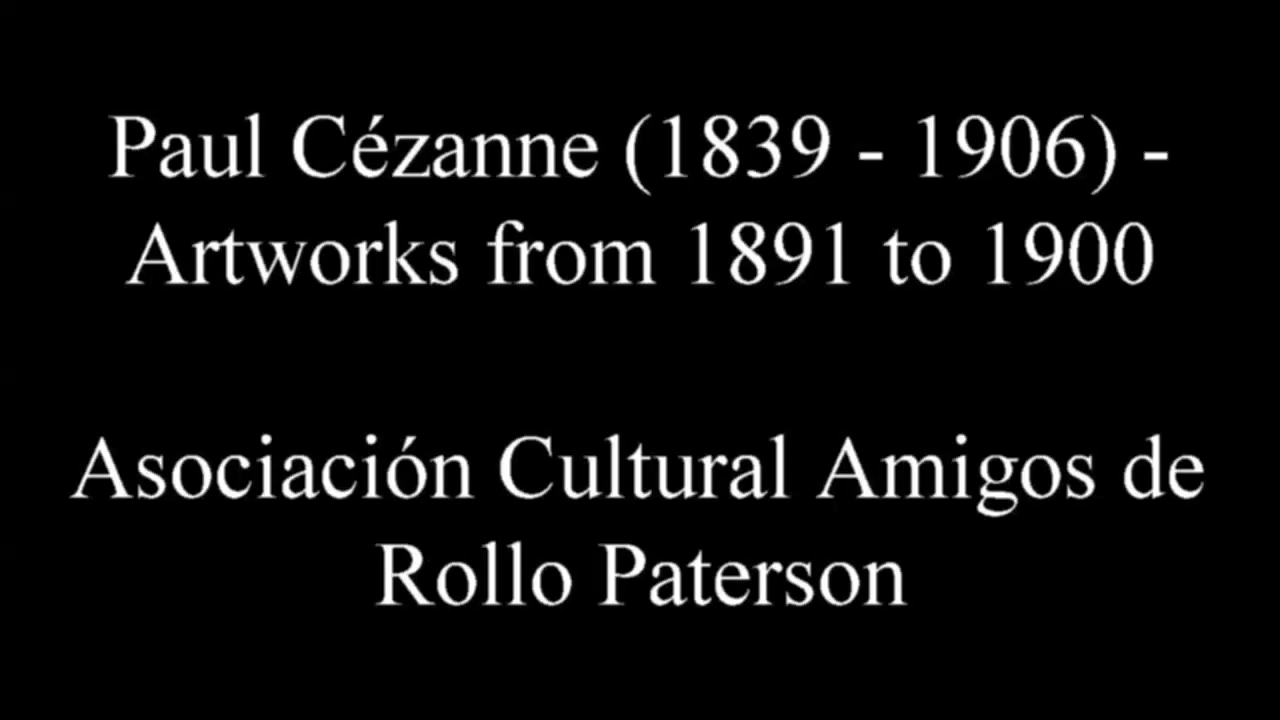 Paul Cézanne (1839 - 1906) -
Artworks from 1891 to 1900
Asociación Cultural Amigos de
Rollo Paterson